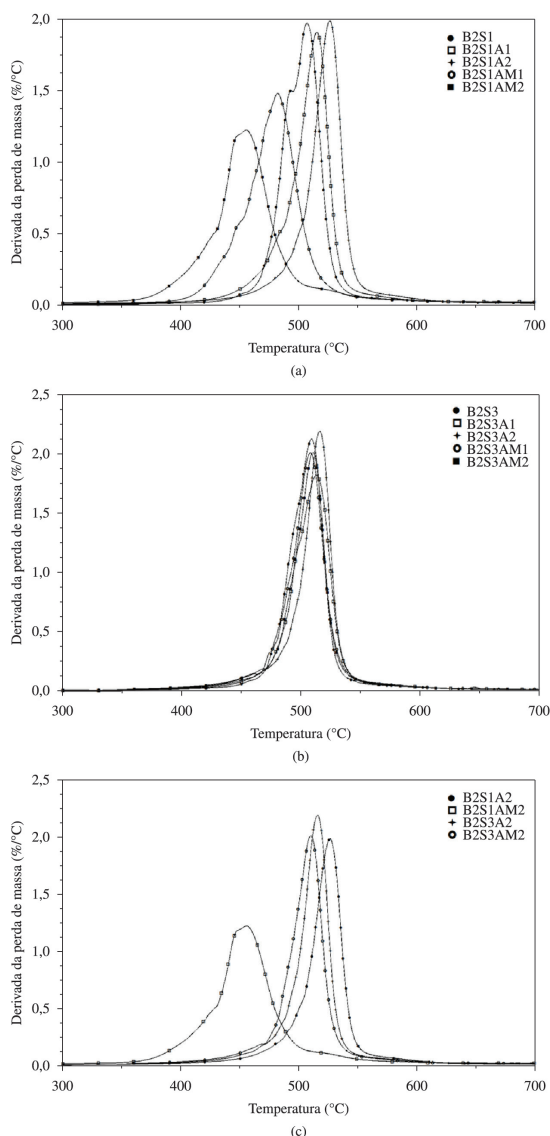 Derivada da perda de massa (%/°C)
2,0
1,5
1,0
0,5
0,0
B2S1
B2S1A1
B2S1A2
B2S1AM1
B2S1AM2
300 400 500 600 700
Temperatura (°C)
(a)
Derivada da perda de massa (%/°C)
2,5
2,0
1,5
1,0
0,5
0,0
B2S3
B2S3A1
B2S3A2
B2S3AM1
B2S3AM2
300 400 500 600 700
Temperatura (°C)
(b)
Derivada da perda de massa (%/°C)
2,5
2,0
1,5
1,0
0,5
0,0
B2S1A2
B2S1AM2
B2S3A2
B2S3AM2
300 400 500 600 700
Temperatura (°C)
(c)